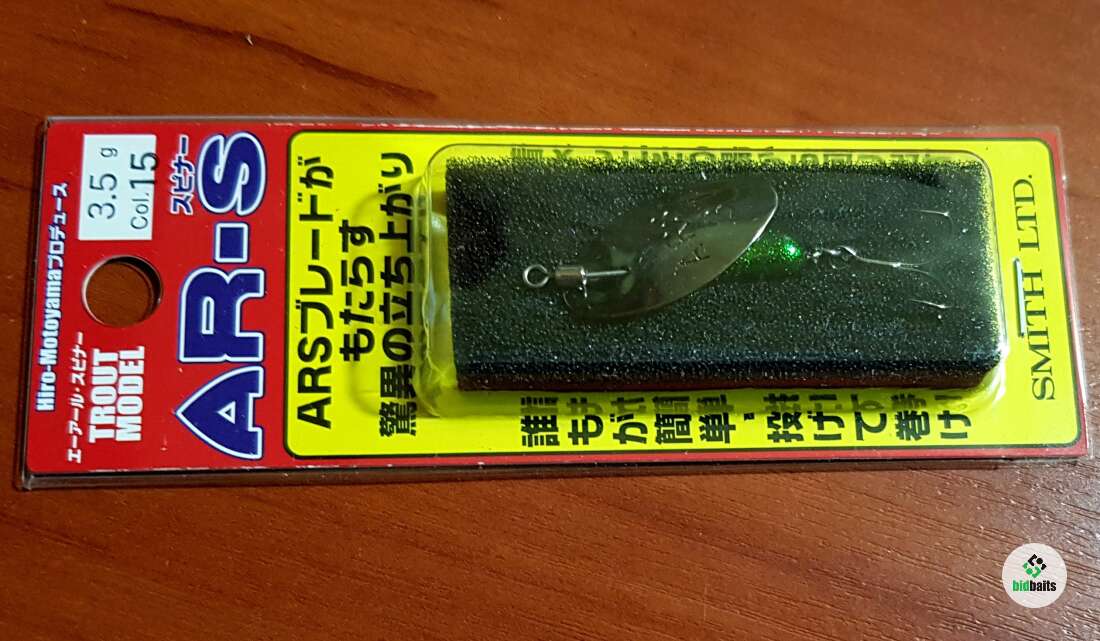 3.5 g
Col.15
Hiro-Motoyamaプロデュース
エーアール・スピナー
TROUT
MODEL
AR-S
スピナー
ARSブレードが
もたらす
驚異の立ち上がり
誰もが簡単・投げて巻け
SMITH LTD.
bidbaits